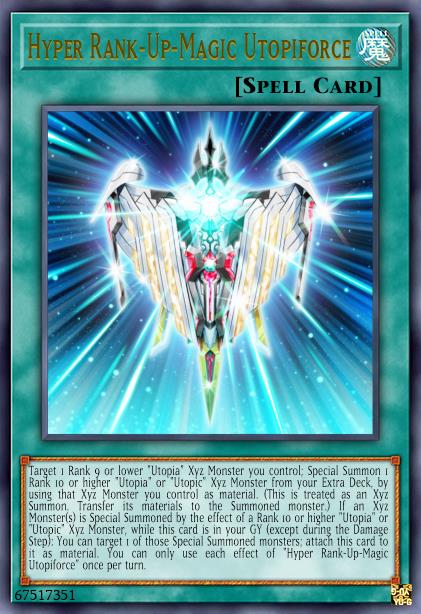 Hyper Rank-Up-Magic Utopiforce
SPELL
魔
[Spell Card]
Target 1 Rank 9 or lower "Utopia" Xyz Monster you control; Special Summon 1
Rank 10 or higher "Utopia" or "Utopic" Xyz Monster from your Extra Deck, by
using that Xyz Monster you control as material. (This is treated as an Xyz
Summon. Transfer its materials to the Summoned monster.) If an Xyz
Monster(s) is Special Summoned by the effect of a Rank 10 or higher "Utopia" or
"Utopic" Xyz Monster, while this card is in your GY (except during the Damage
Step): You can target 1 of those Special Summoned monsters; attach this card to
it as material. You can only use each effect of "Hyper Rank-Up-Magic
Utopiforce" once per turn.
67517351